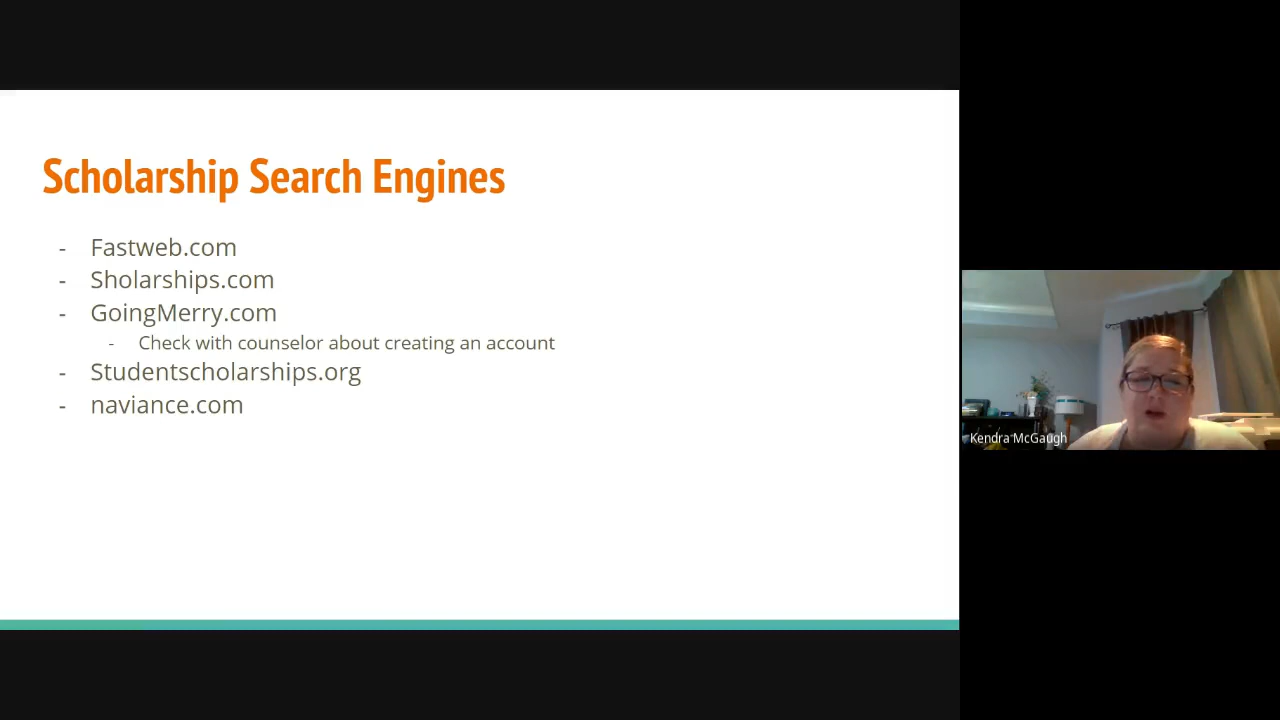 Scholarship Search Engines
- Fastweb.com
- Sholarships.com
- GoingMerry.com
- Check with counselor about creating an account
- Studentscholarships.org
- naviance.com
Kendra McGaugh